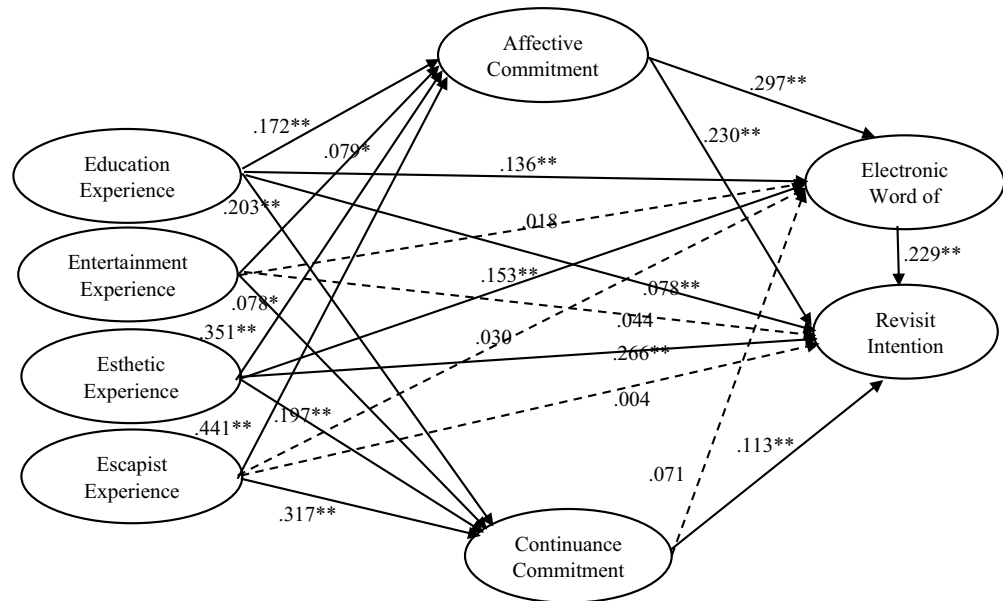 Affective
Commitment
.297**
.172**
.079*
.230**
.136**
Education
Experience
Electronic
Word of
.203**
.018
.229**
Entertainment
Experience
.153**
.078**
.078*
.044
.351**
.030
.266**
Revisit
Intention
Esthetic
Experience
.004
.197**
.441**
.113**
.071
Escapist
Experience
.317**
Continuance
Commitment